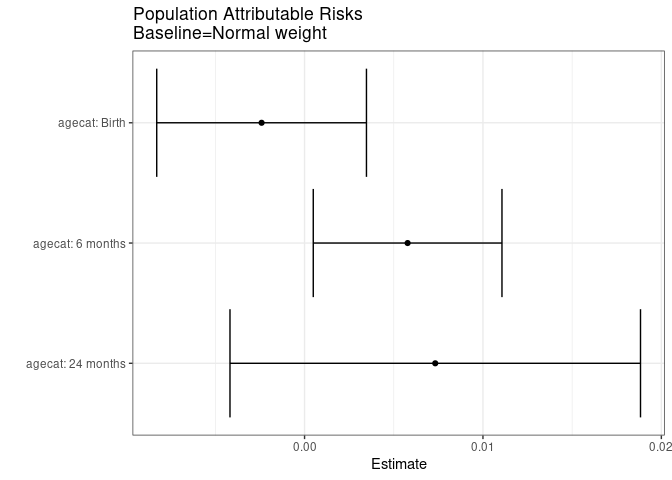 Population Attributable Risks
Baseline=Normal weight
agecat: Birth
agecat: 6 months
agecat: 24 months
0.00
0.01
0.02
Estimate